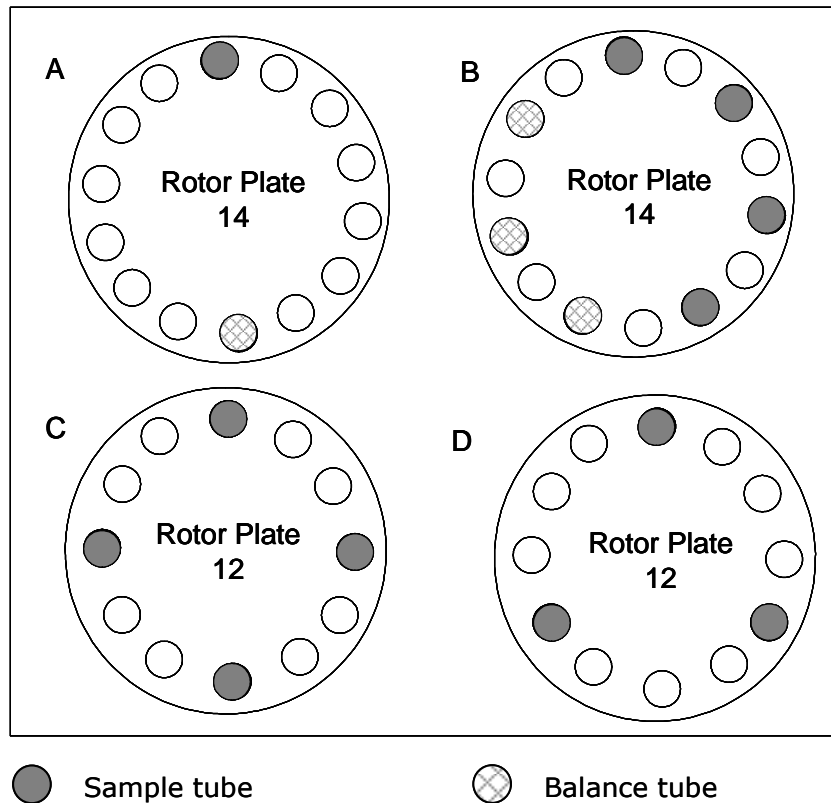 A
Rotor Plate
14
B
Rotor Plate
14
C
Rotor Plate
12
D
Rotor Plate
12
Sample tube
Balance tube